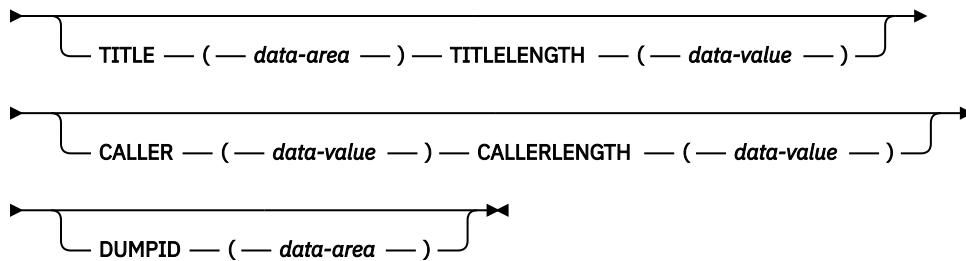 TITLE ( data-area ) TITLELENGTH ( data-value )
CALLER ( data-value ) CALLERLENGTH ( data-value )
DUMPID ( data-area )